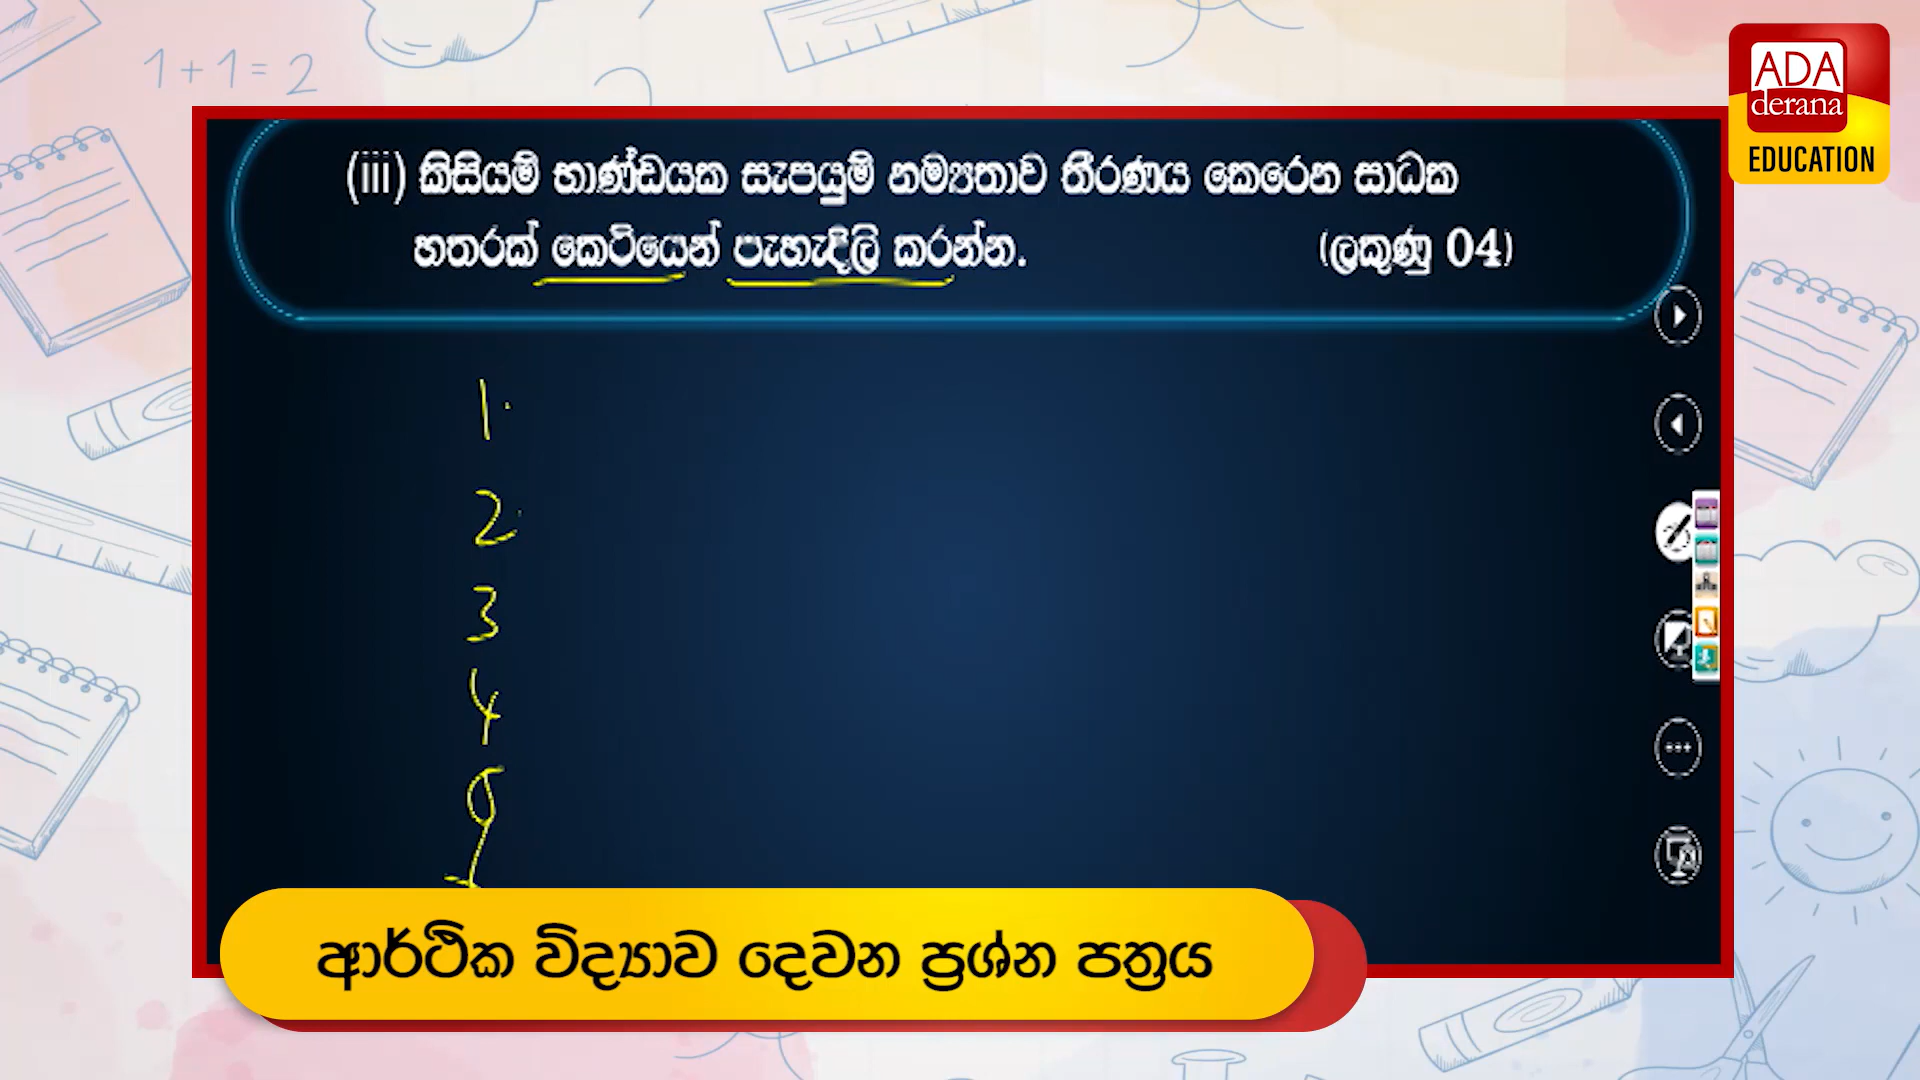 1+1=2
ADA
derana
EDUCATION
(iii) කිසියම් භාණ්ඩයක සැපයුම් නම්‍යතාව තීරණය කෙරෙන සාධක
හතරක් කෙටියෙන් පැහැදිලි කරන්න. (ලකුණු 04)
1.
2.
3
4
ආර්ථික විද්‍යාව දෙවන ප්‍රශ්න පත්‍රය